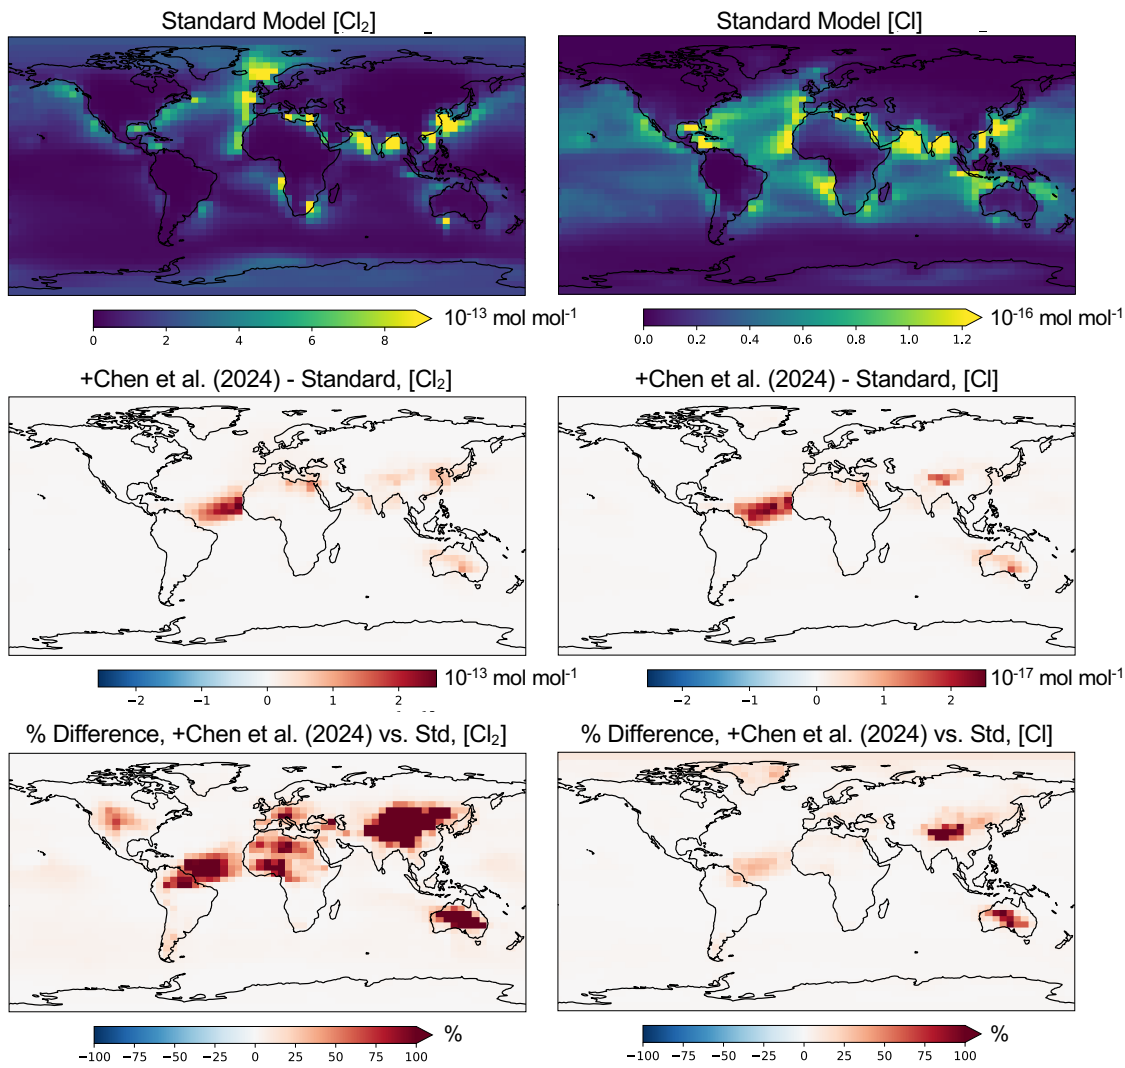 Standard Model [Cl₂]
Standard Model [Cl]
0 2 4 6 8
10⁻¹³ mol mol⁻¹
0.0 0.2 0.4 0.6 0.8 1.0 1.2
10⁻¹⁶ mol mol⁻¹
+Chen et al. (2024) - Standard, [Cl₂]
+Chen et al. (2024) - Standard, [Cl]
−2 −1 0 1 2
10⁻¹³ mol mol⁻¹
−2 −1 0 1 2
10⁻¹⁷ mol mol⁻¹
% Difference, +Chen et al. (2024) vs. Std, [Cl₂]
% Difference, +Chen et al. (2024) vs. Std, [Cl]
−100 −75 −50 −25 0 25 50 75 100
%
−100 −75 −50 −25 0 25 50 75 100
%